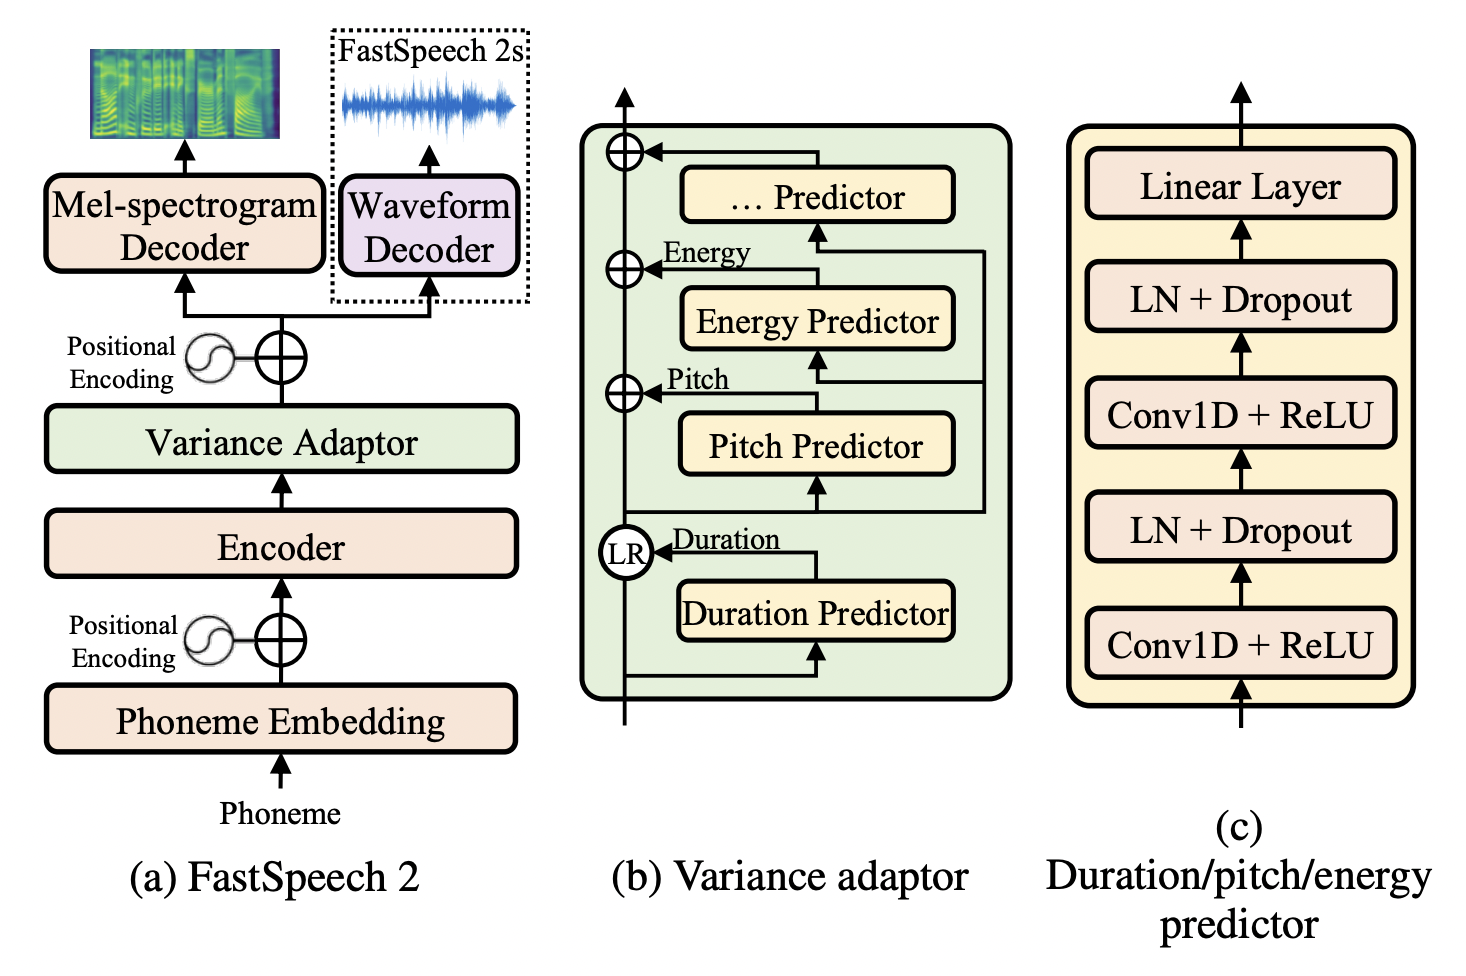 FastSpeech 2s
Mel-spectrogram
Decoder
Waveform
Decoder
Positional
Encoding
Variance Adaptor
Encoder
Positional
Encoding
Phoneme Embedding
Phoneme
(a) FastSpeech 2
... Predictor
Energy
Energy Predictor
Pitch
Pitch Predictor
LR
Duration
Duration Predictor
(b) Variance adaptor
Linear Layer
LN + Dropout
Conv1D + ReLU
LN + Dropout
Conv1D + ReLU
(c)
Duration/pitch/energy
predictor